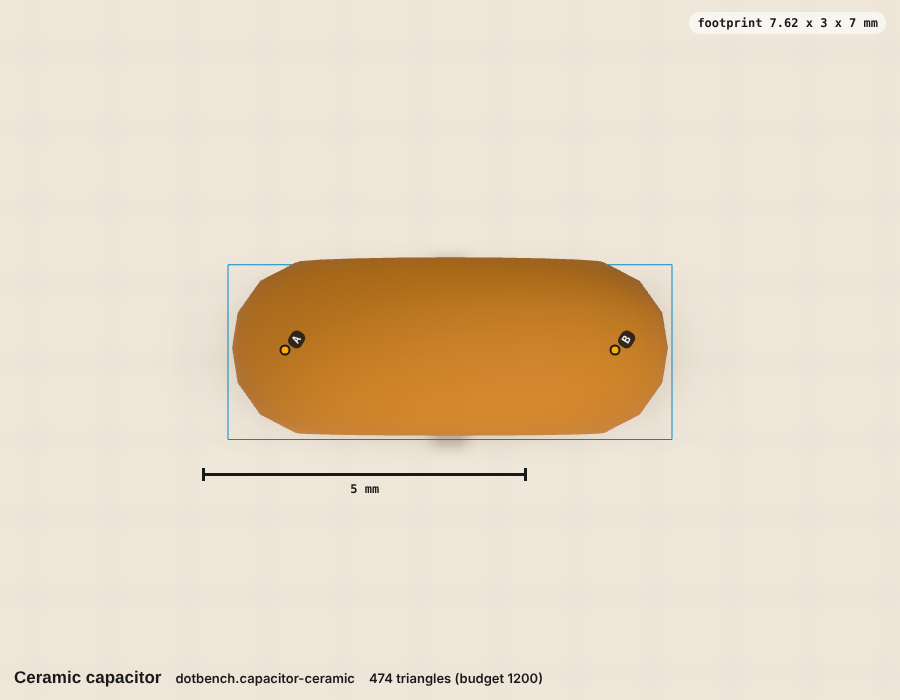 footprint 7.62 x 3 x 7 mm
A
B
5 mm
Ceramic capacitor dotbench.capacitor-ceramic 474 triangles (budget 1200)